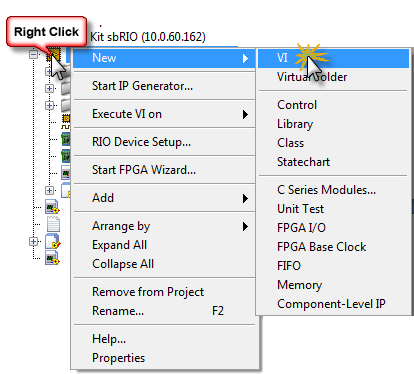 Right Click
Kit sbRIO (10.0.60.162)
New
Start IP Generator...
Execute VI on
RIO Device Setup...
Start FPGA Wizard...
Add
Arrange by
Expand All
Collapse All
Remove from Project
Rename... F2
Help...
Properties
VI
Virtual Folder
Control
Library
Class
Statechart
C Series Modules...
Unit Test
FPGA I/O
FPGA Base Clock
FIFO
Memory
Component-Level IP